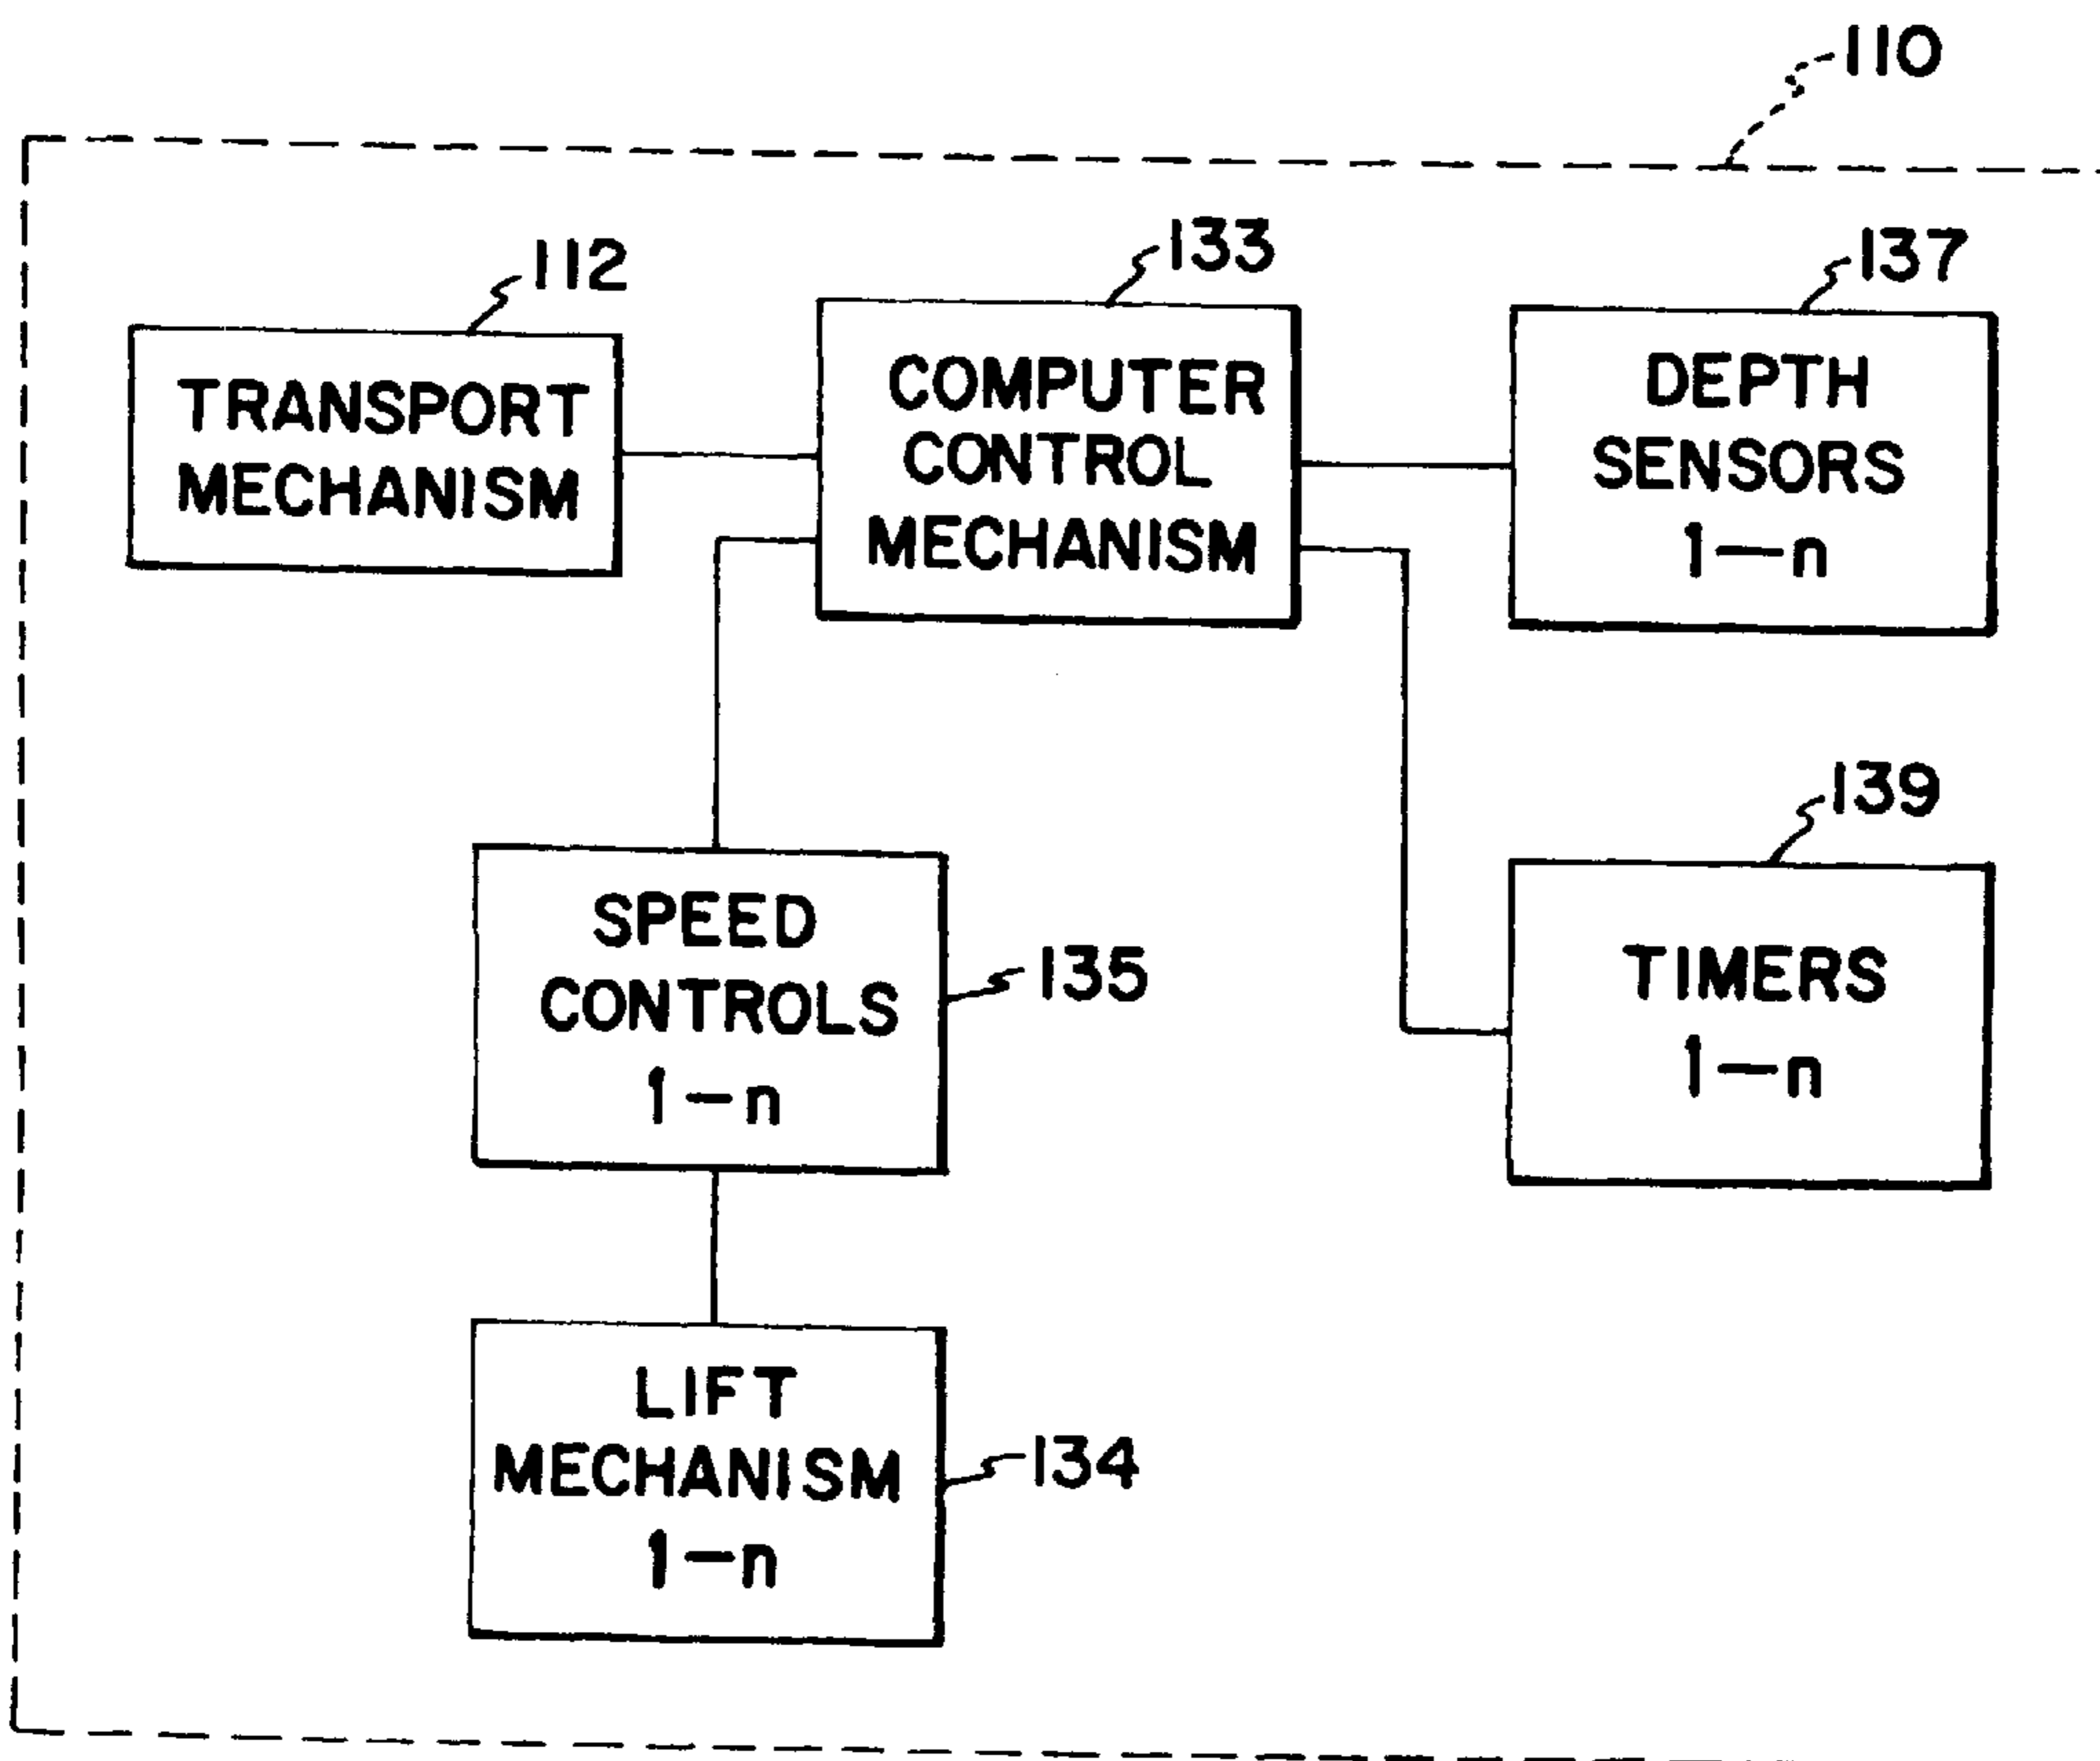 110
112
TRANSPORT
MECHANISM
133
COMPUTER
CONTROL
MECHANISM
137
DEPTH
SENSORS
1—n
SPEED
CONTROLS
1—n
135
139
TIMERS
1—n
LIFT
MECHANISM
1—n
134